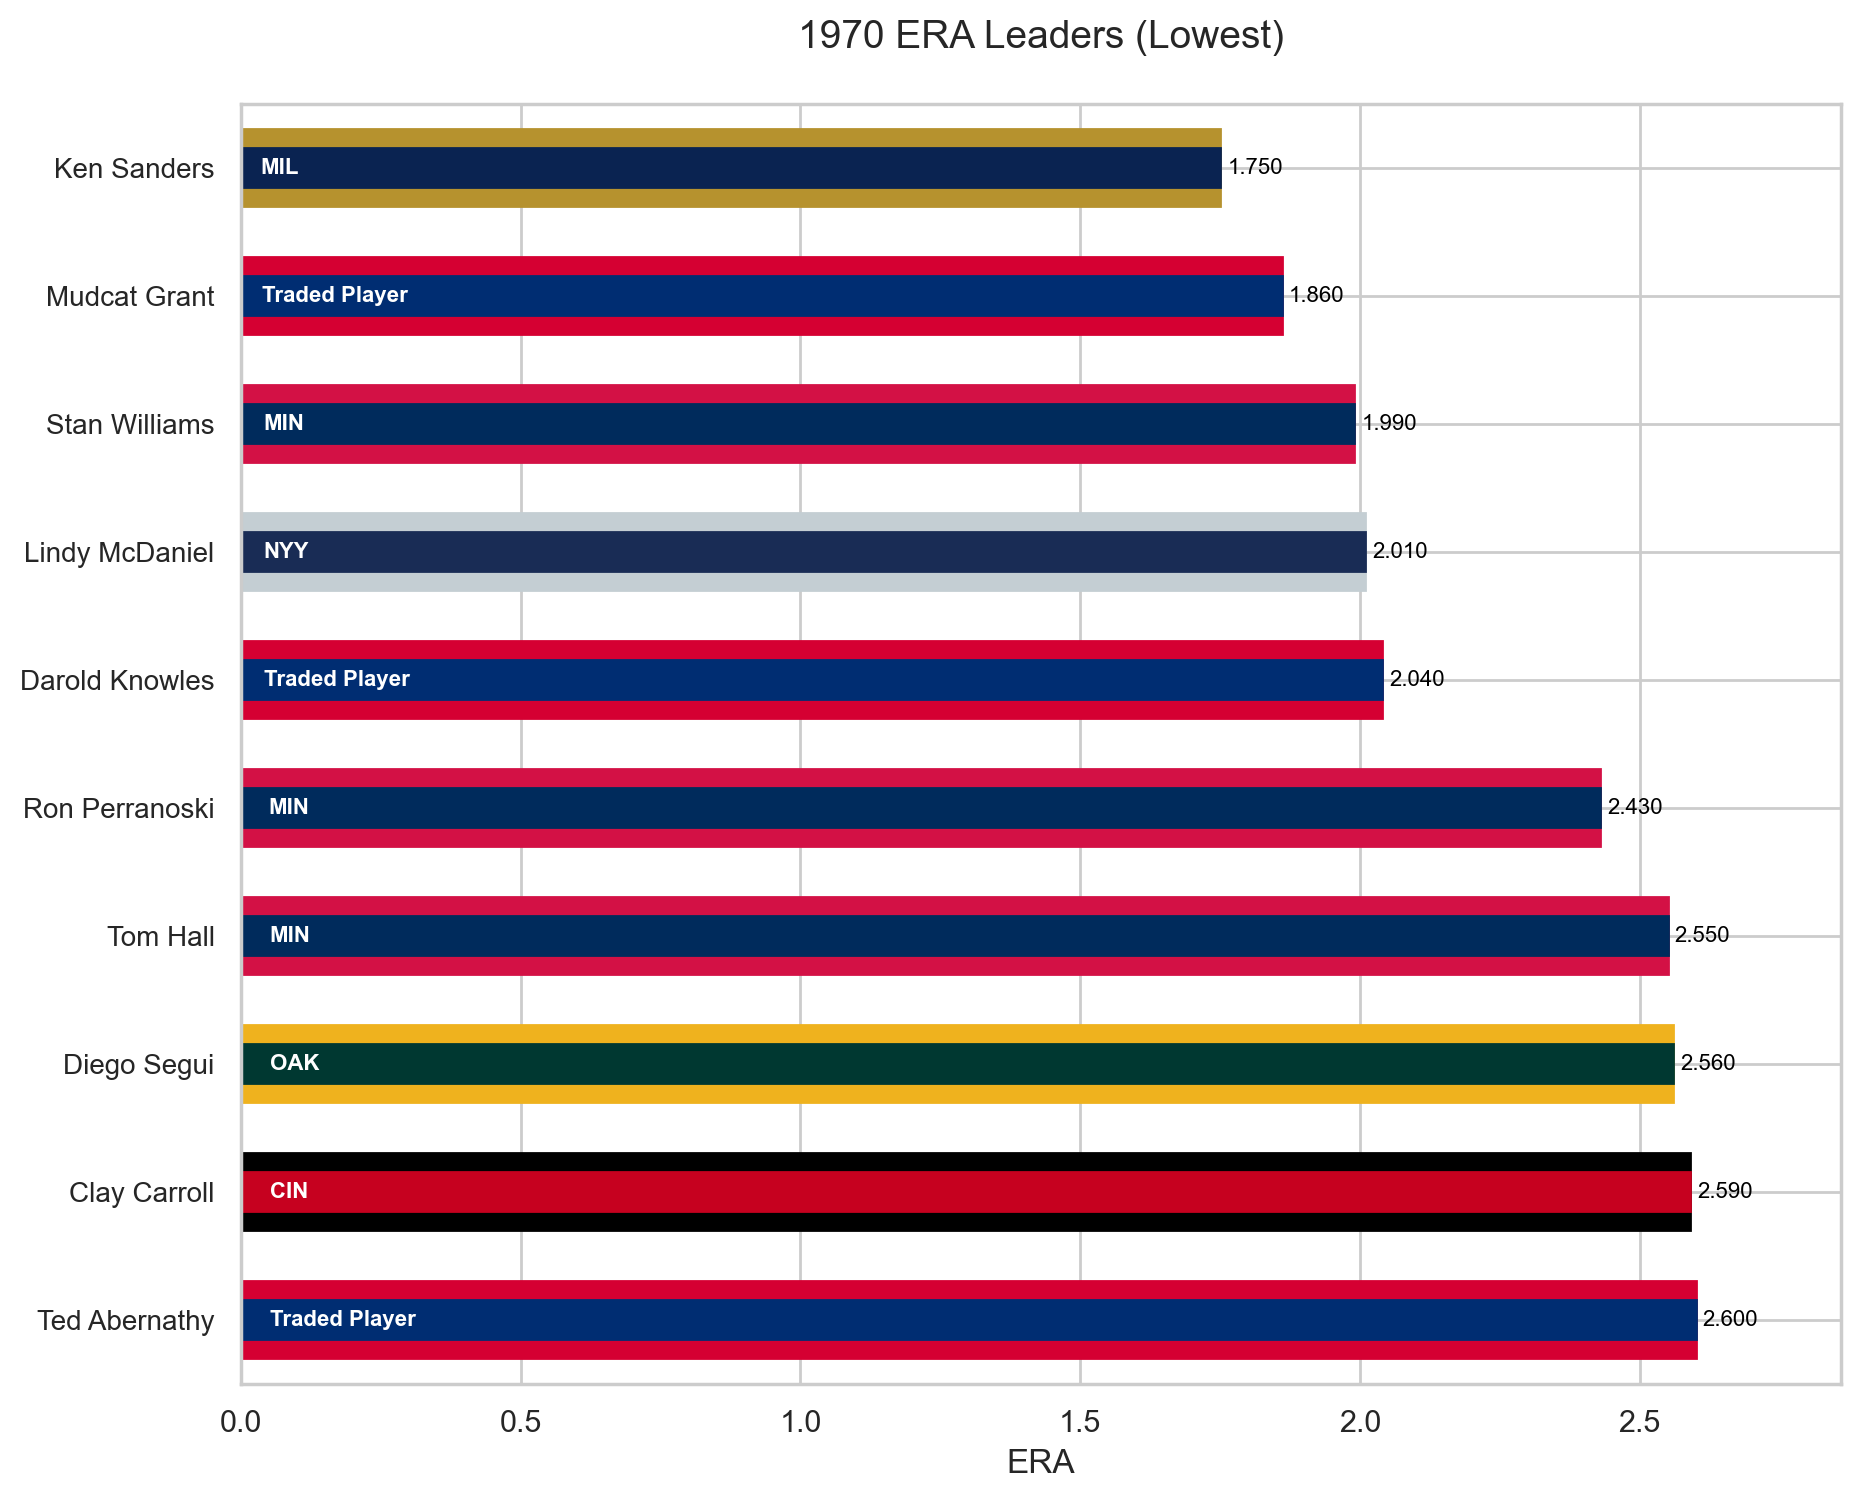 1970 ERA Leaders (Lowest)
Ken Sanders MIL 1.750
Mudcat Grant Traded Player 1.860
Stan Williams MIN 1.990
Lindy McDaniel NYY 2.010
Darold Knowles Traded Player 2.040
Ron Perranoski MIN 2.430
Tom Hall MIN 2.550
Diego Segui OAK 2.560
Clay Carroll CIN 2.590
Ted Abernathy Traded Player 2.600
0.0 0.5 1.0 1.5 2.0 2.5
ERA